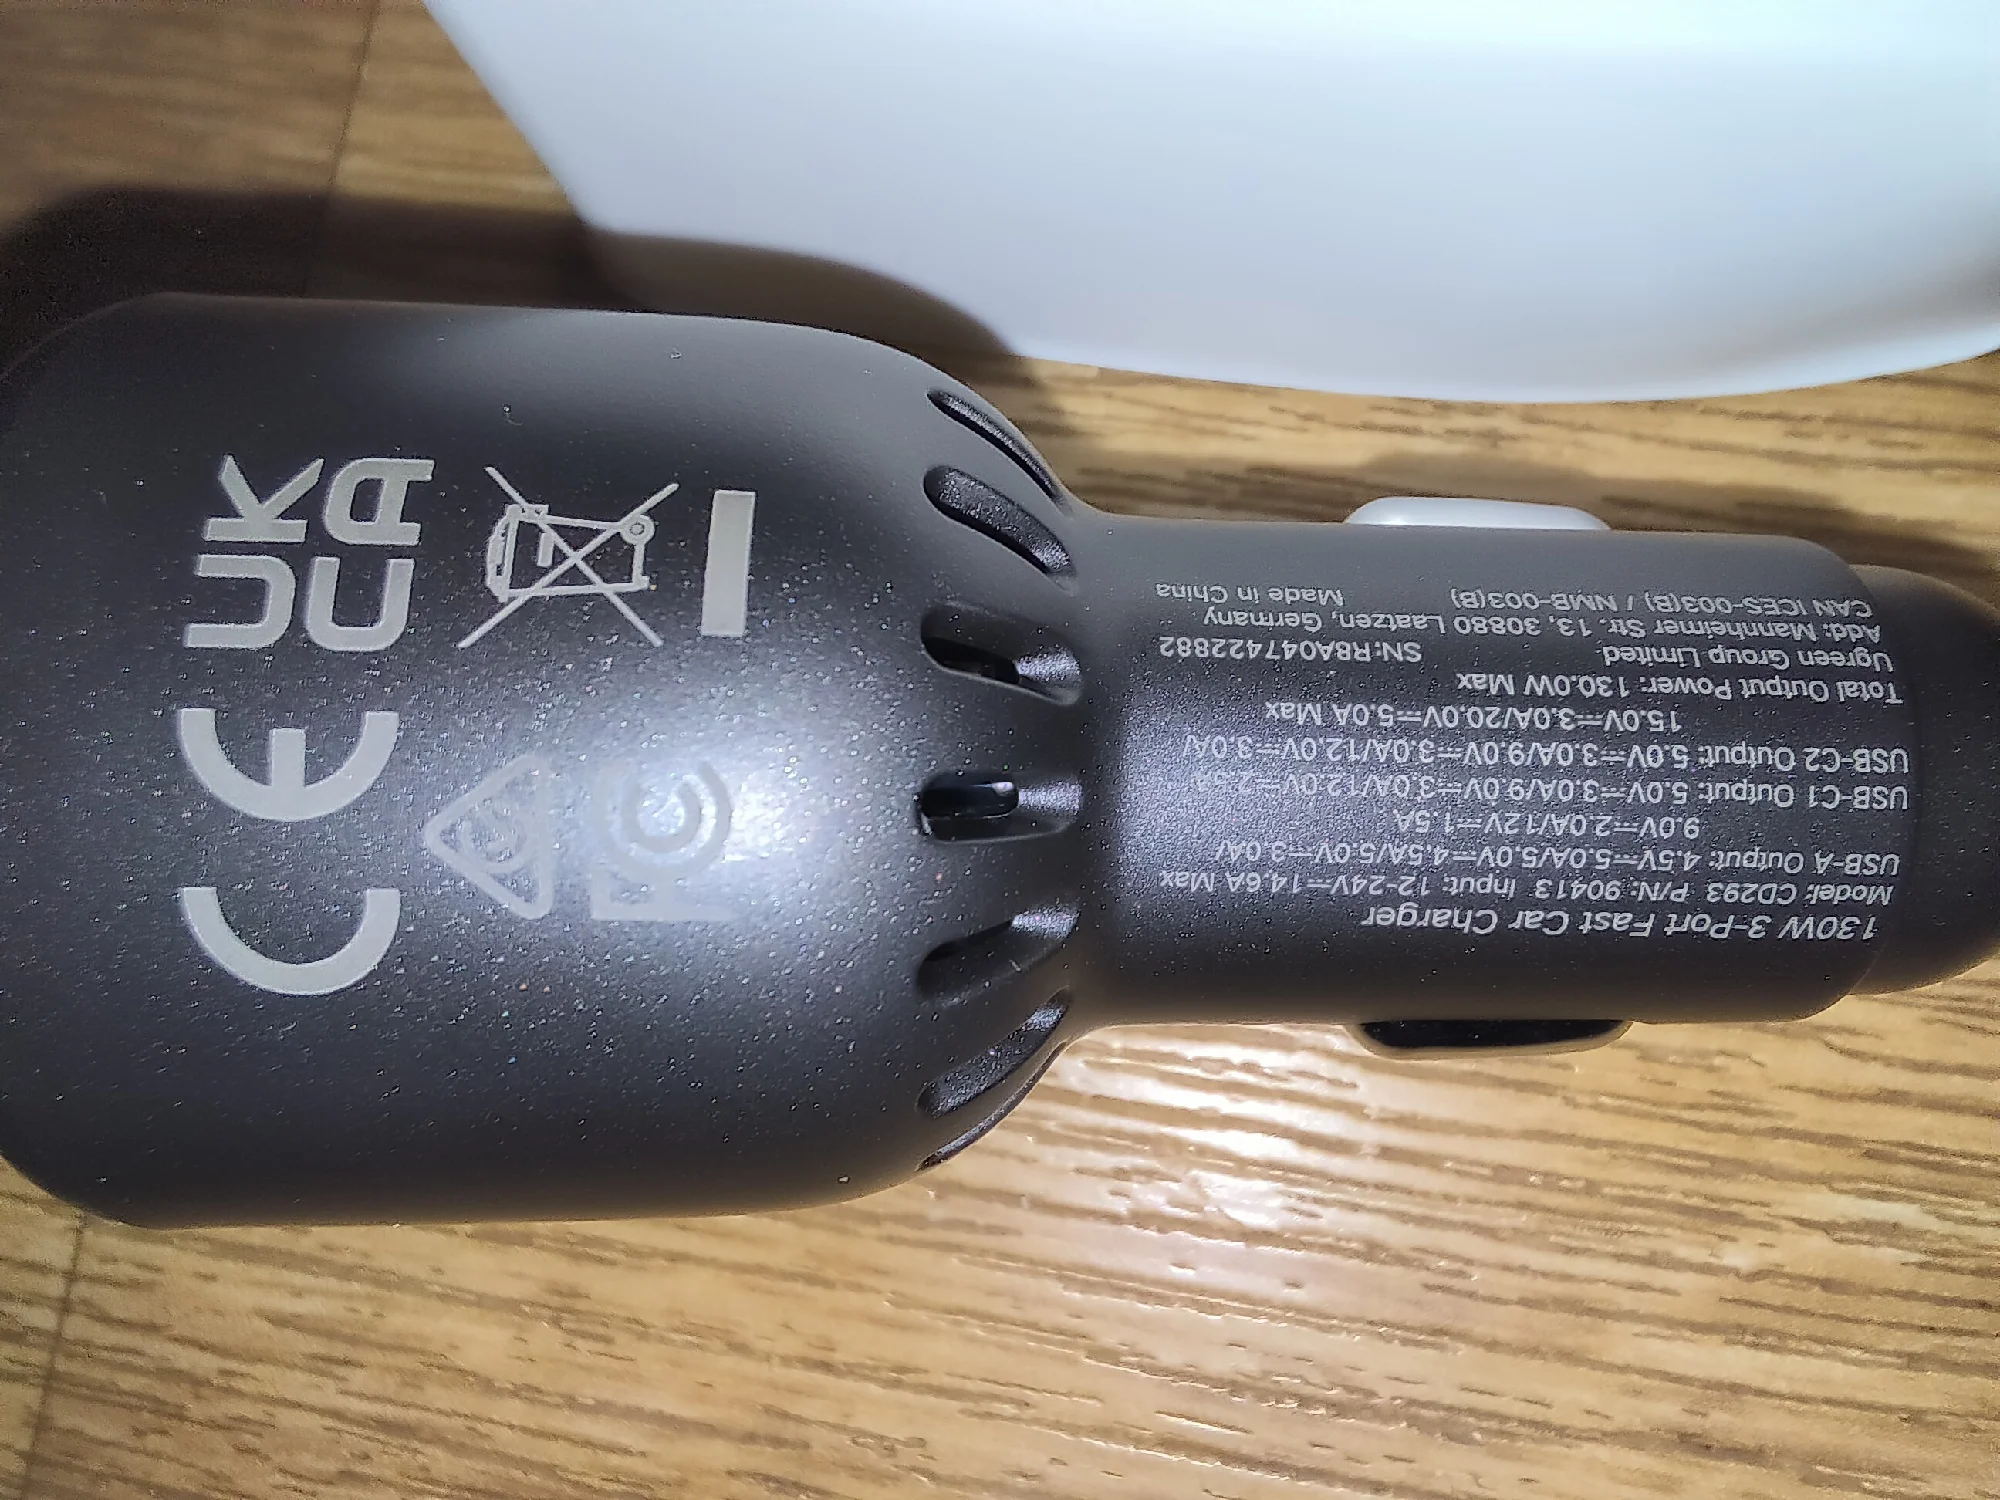 130W 3-Port Fast Car Charger
Model: CD293 P/N: 90413 Input: 12-24V⎓14.6A Max
USB-A Output: 4.5V⎓5.0A/5.0V⎓4.5A/5.0V⎓3.0A/
9.0V⎓2.0A/12V⎓1.5A
USB-C1 Output: 5.0V⎓3.0A/9.0V⎓3.0A/12.0V⎓2.5A
USB-C2 Output: 5.0V⎓3.0A/9.0V⎓3.0A/12.0V⎓3.0A/
15.0V⎓3.0A/20.0V⎓5.0A Max
Total Output Power: 130.0W Max
Ugreen Group Limited SN:R8A047422882
Add: Mannheimer Str. 13, 30880 Laatzen, Germany
CAN ICES-003(B) / NMB-003(B) Made in China
CE
UK
CA
FC